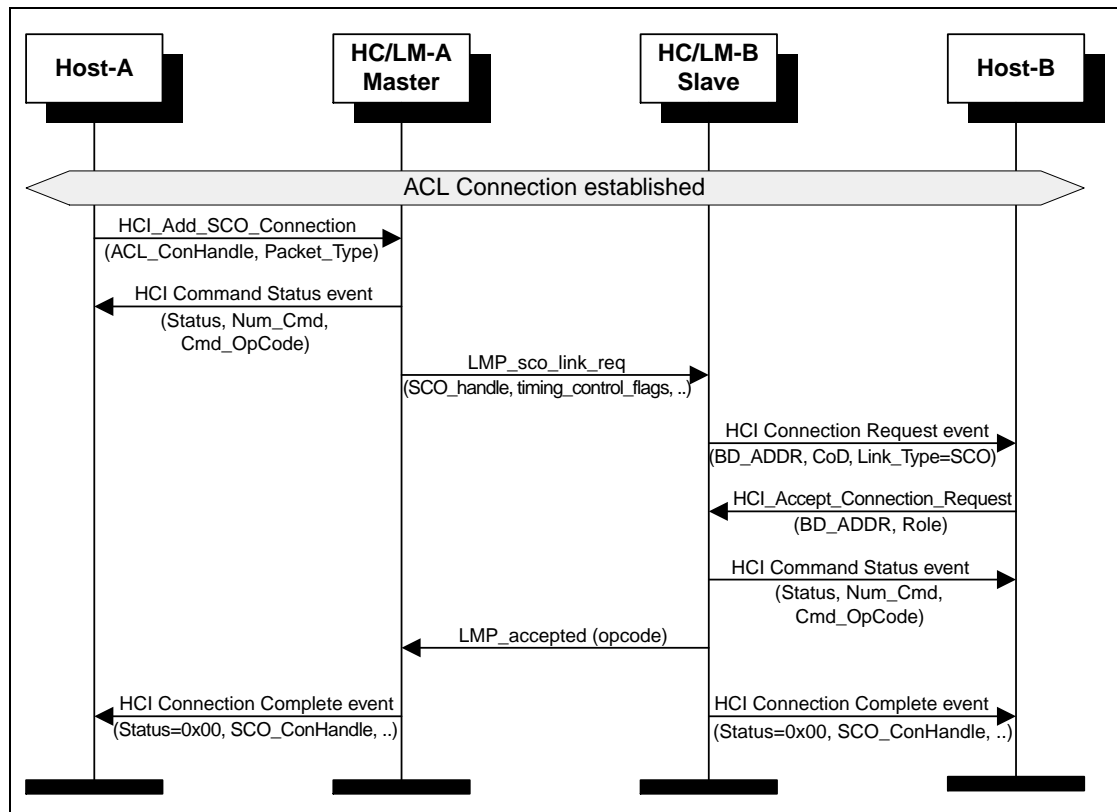 Host-A
HC/LM-A
Master
HC/LM-B
Slave
Host-B
ACL Connection established
HCI_Add_SCO_Connection
(ACL_ConHandle, Packet_Type)
HCI Command Status event
(Status, Num_Cmd,
Cmd_OpCode)
LMP_sco_link_req
(SCO_handle, timing_control_flags, ..)
HCI Connection Request event
(BD_ADDR, CoD, Link_Type=SCO)
HCI_Accept_Connection_Request
(BD_ADDR, Role)
HCI Command Status event
(Status, Num_Cmd,
Cmd_OpCode)
LMP_accepted (opcode)
HCI Connection Complete event
(Status=0x00, SCO_ConHandle, ..)
HCI Connection Complete event
(Status=0x00, SCO_ConHandle, ..)